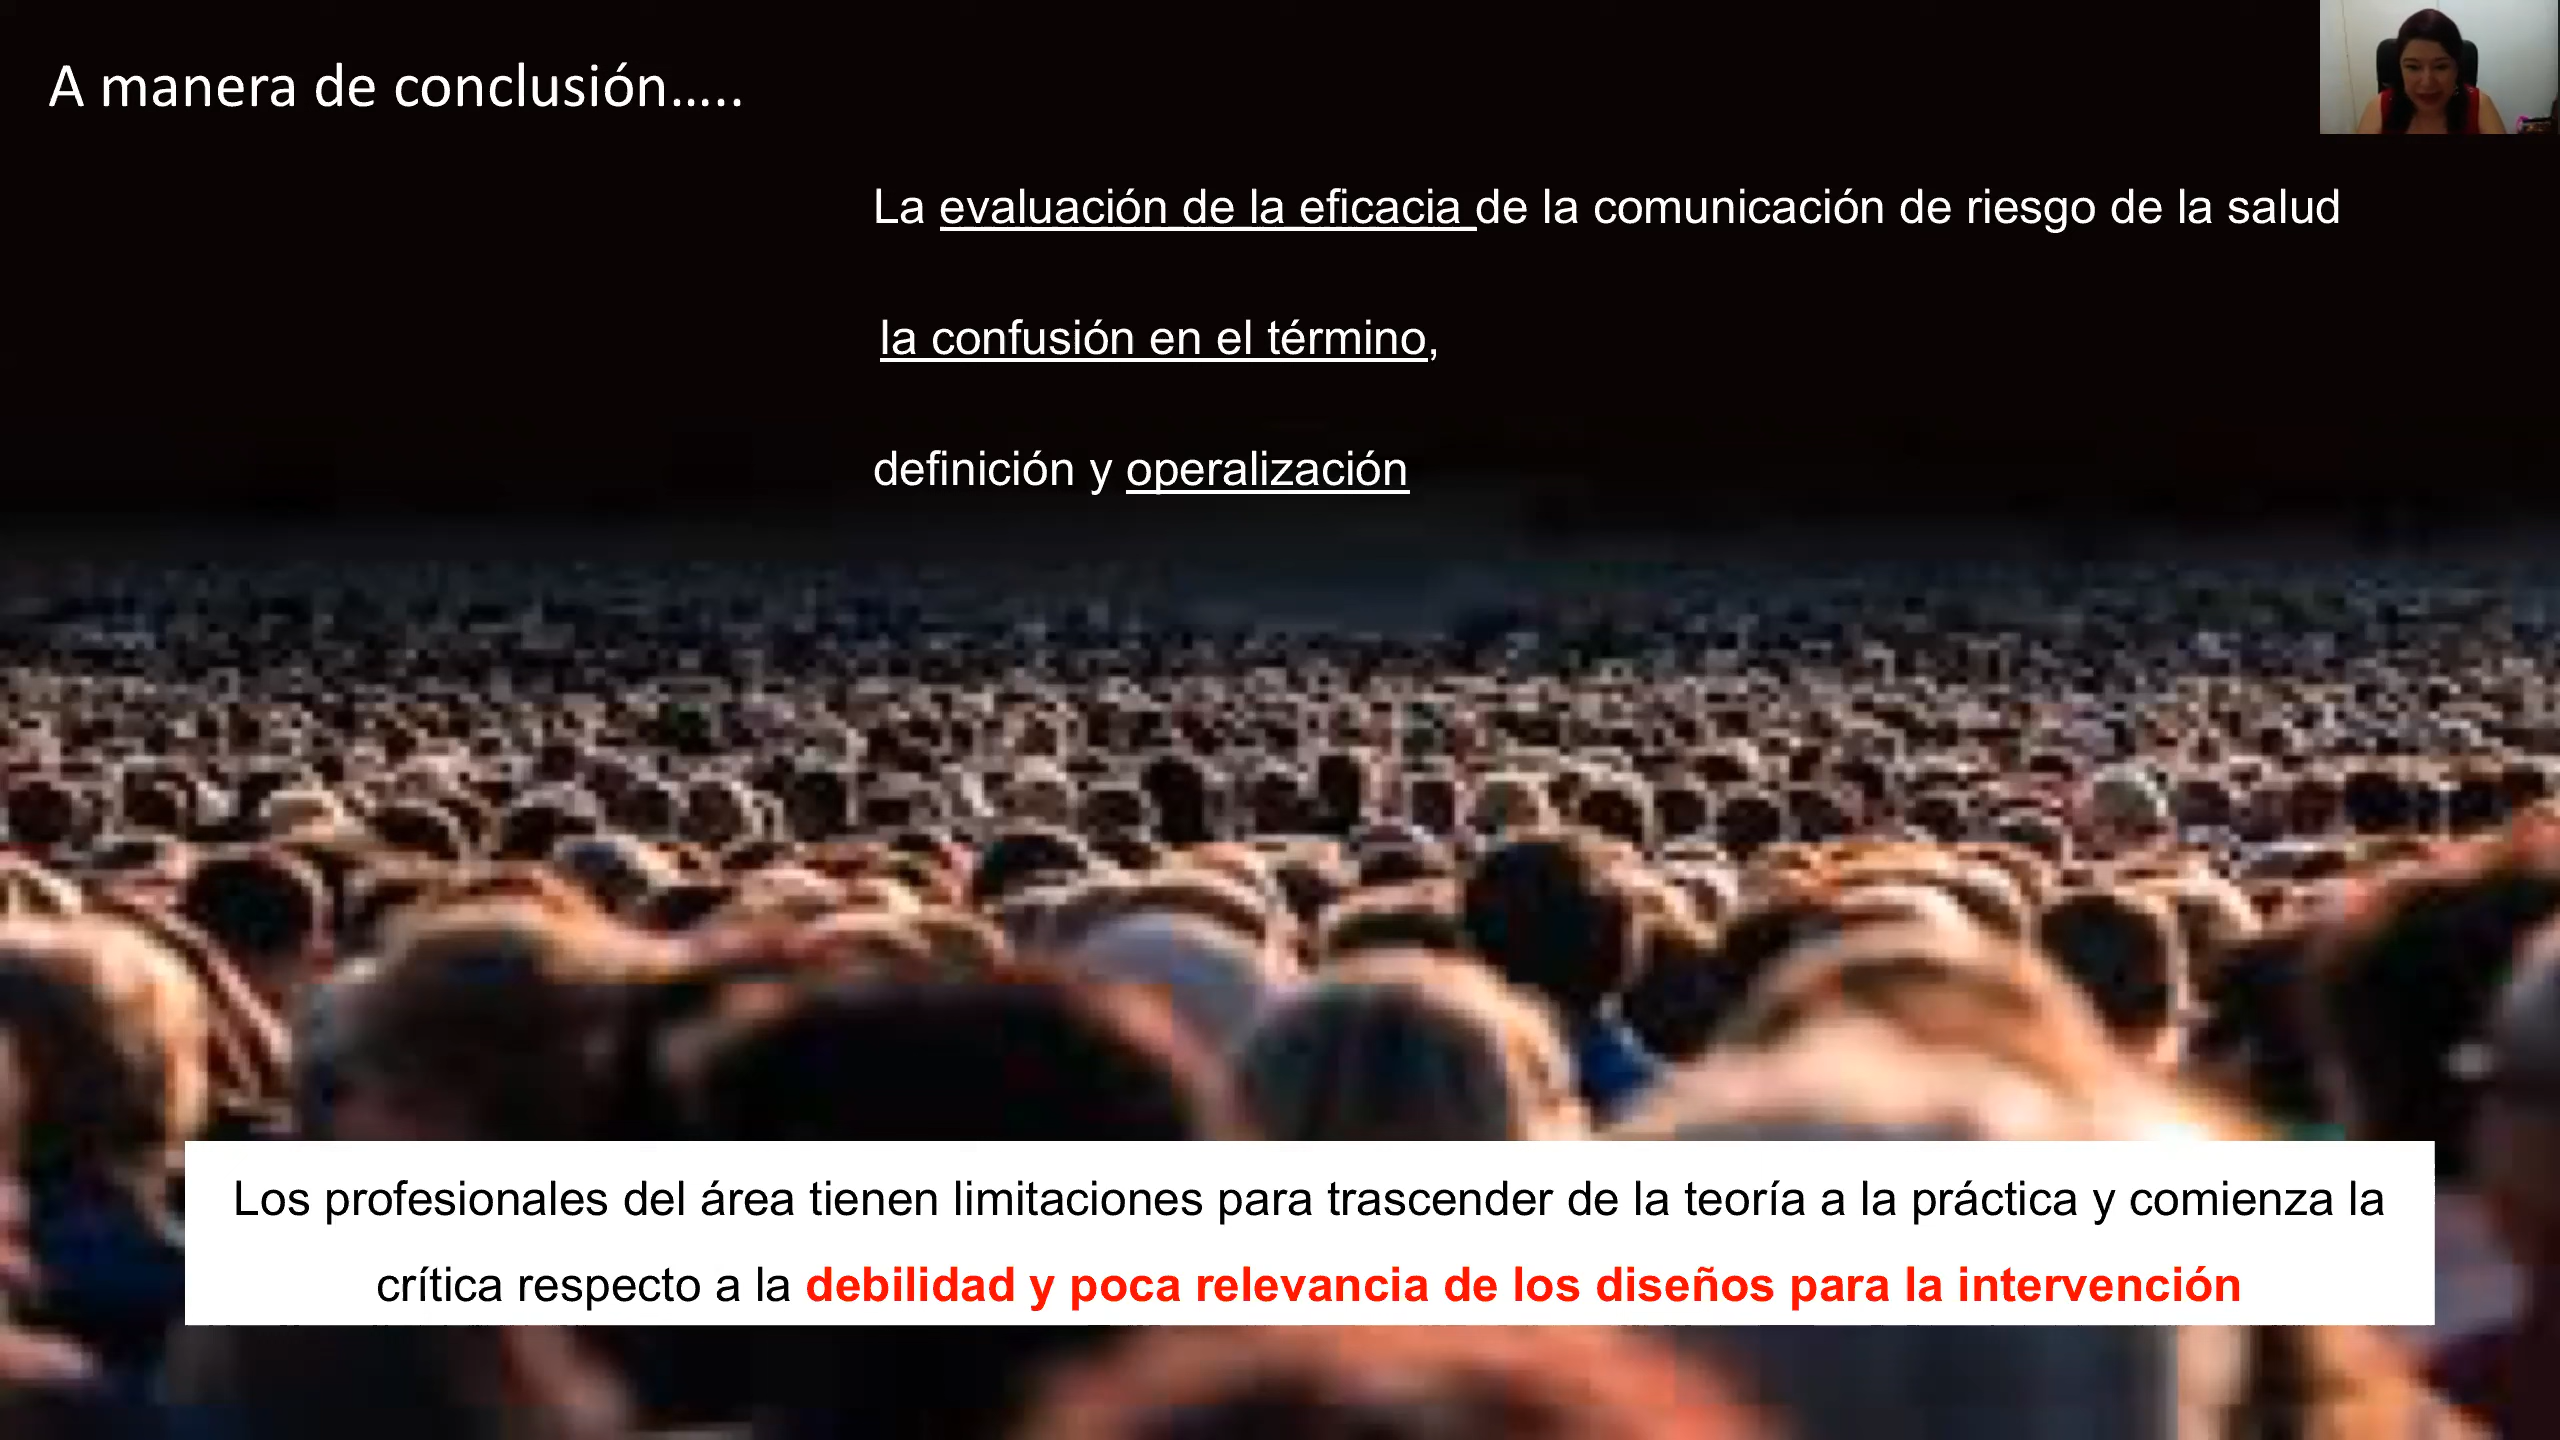 A manera de conclusión…..
La evaluación de la eficacia de la comunicación de riesgo de la salud
la confusión en el término,
definición y operalización
Los profesionales del área tienen limitaciones para trascender de la teoría a la práctica y comienza la
crítica respecto a la debilidad y poca relevancia de los diseños para la intervención